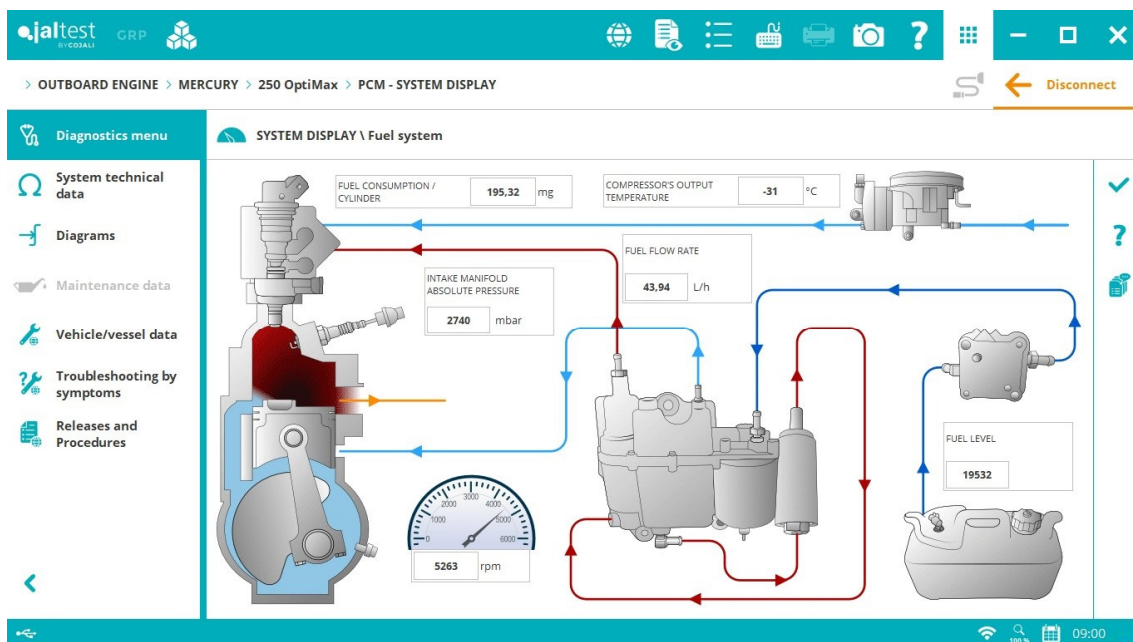 jaltest
BY COJALI
GRP
?
> OUTBOARD ENGINE > MERCURY > 250 OptiMax > PCM - SYSTEM DISPLAY
Disconnect
Diagnostics menu
SYSTEM DISPLAY \ Fuel system
System technical
data
Diagrams
Maintenance data
Vehicle/vessel data
Troubleshooting by
symptoms
Releases and
Procedures
FUEL CONSUMPTION /
CYLINDER
195,32 mg
COMPRESSOR'S OUTPUT
TEMPERATURE
-31 °C
FUEL FLOW RATE
43,94 L/h
INTAKE MANIFOLD
ABSOLUTE PRESSURE
2740 mbar
FUEL LEVEL
19532
0
1000
2000
3000
4000
5000
6000
5263 rpm
?
100 %
09:00